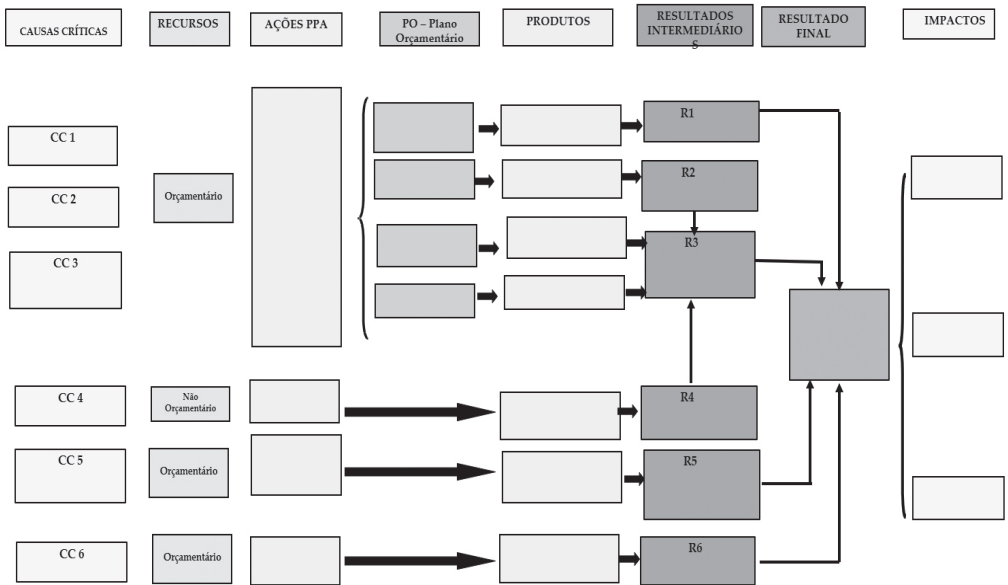 CAUSAS CRÍTICAS
RECURSOS
AÇÕES PPA
PO – Plano
Orçamentário
PRODUTOS
RESULTADOS
INTERMEDIÁRIO
S
RESULTADO
FINAL
IMPACTOS
CC 1
CC 2
CC 3
Orçamentário
R1
R2
R3
CC 4
Não
Orçamentário
R4
CC 5
Orçamentário
R5
CC 6
Orçamentário
R6